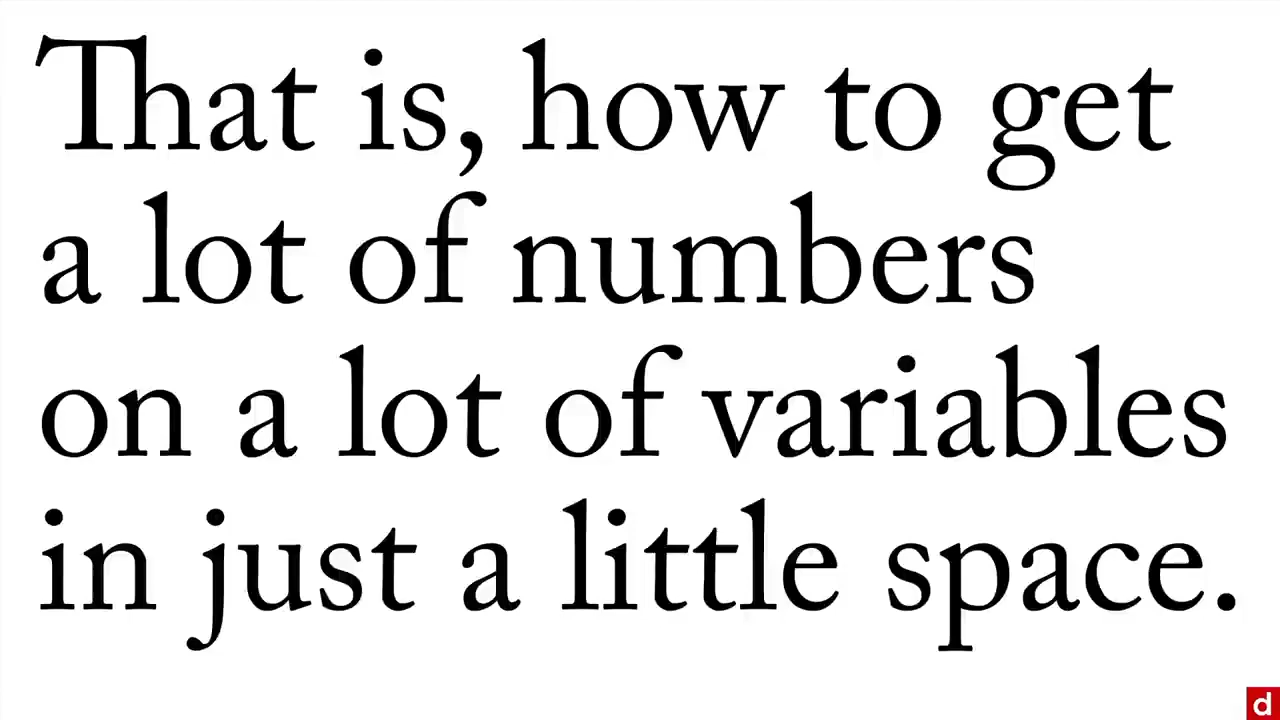 That is, how to get
a lot of numbers
on a lot of variables
in just a little space.
d